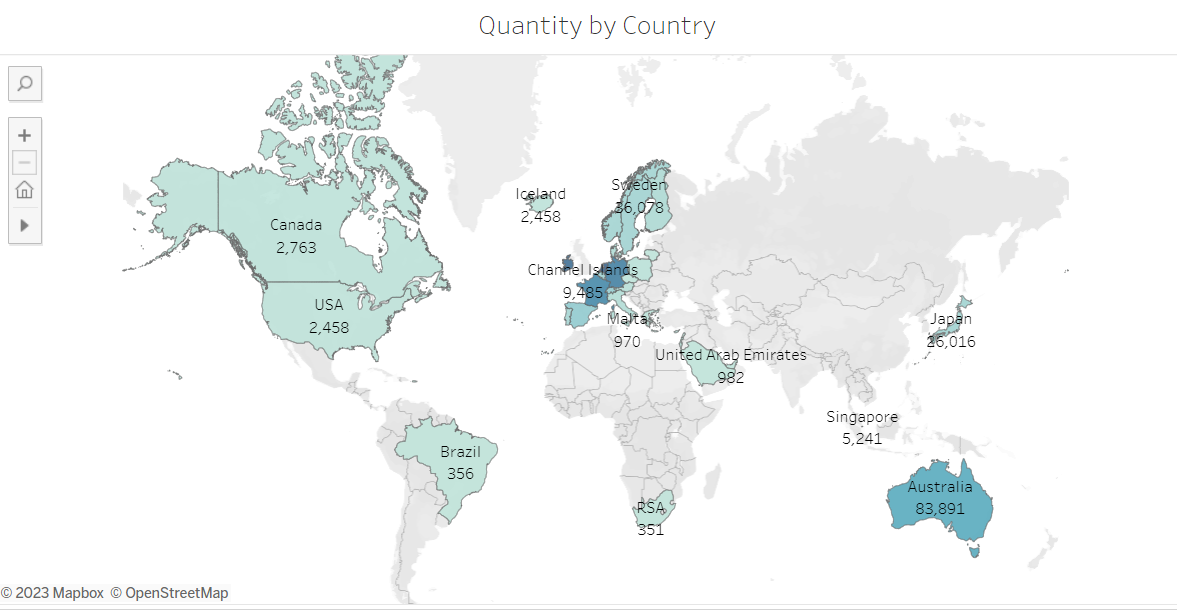 Quantity by Country
Iceland
2,458
Sweden
36,078
Canada
2,763
Channel Islands
9,485
USA
2,458
Malta
970
Japan
26,016
United Arab Emirates
982
Singapore
5,241
Brazil
356
Australia
83,891
RSA
351
© 2023 Mapbox © OpenStreetMap